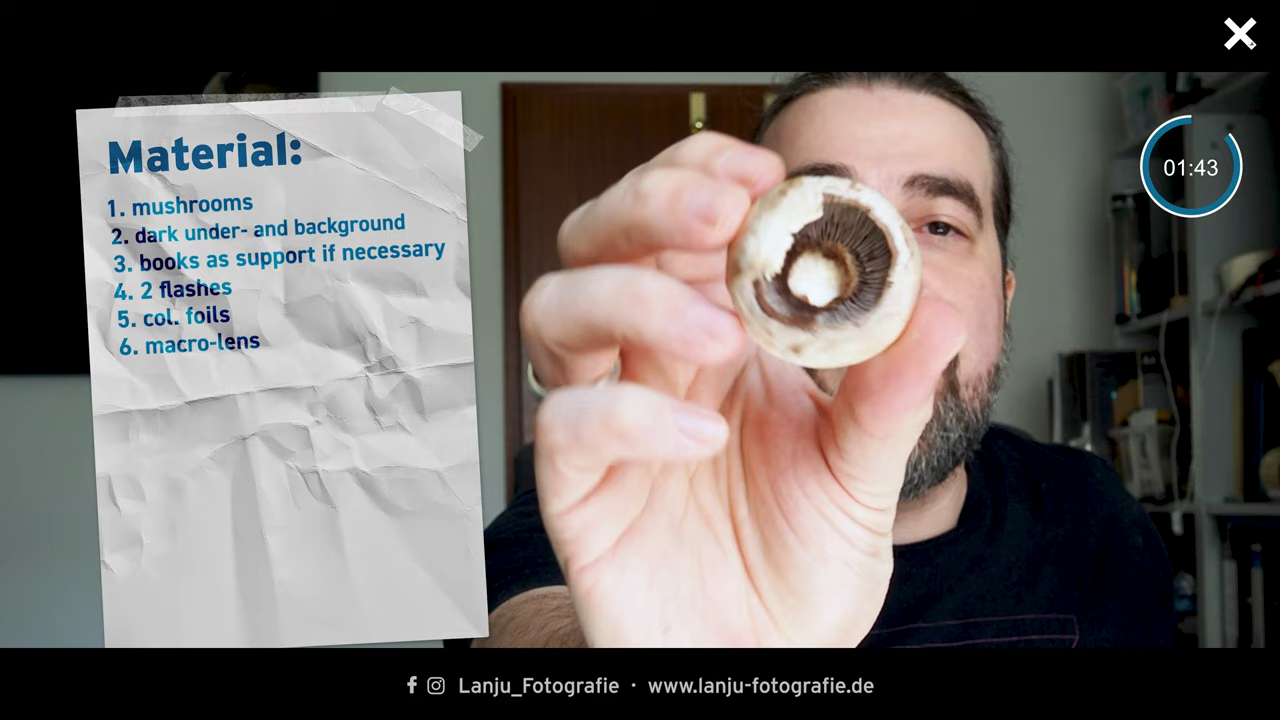 Material:
1. mushrooms
2. dark under- and background
3. books as support if necessary
4. 2 flashes
5. col. foils
6. macro-lens
01:43
Lanju_Fotografie · www.lanju-fotografie.de